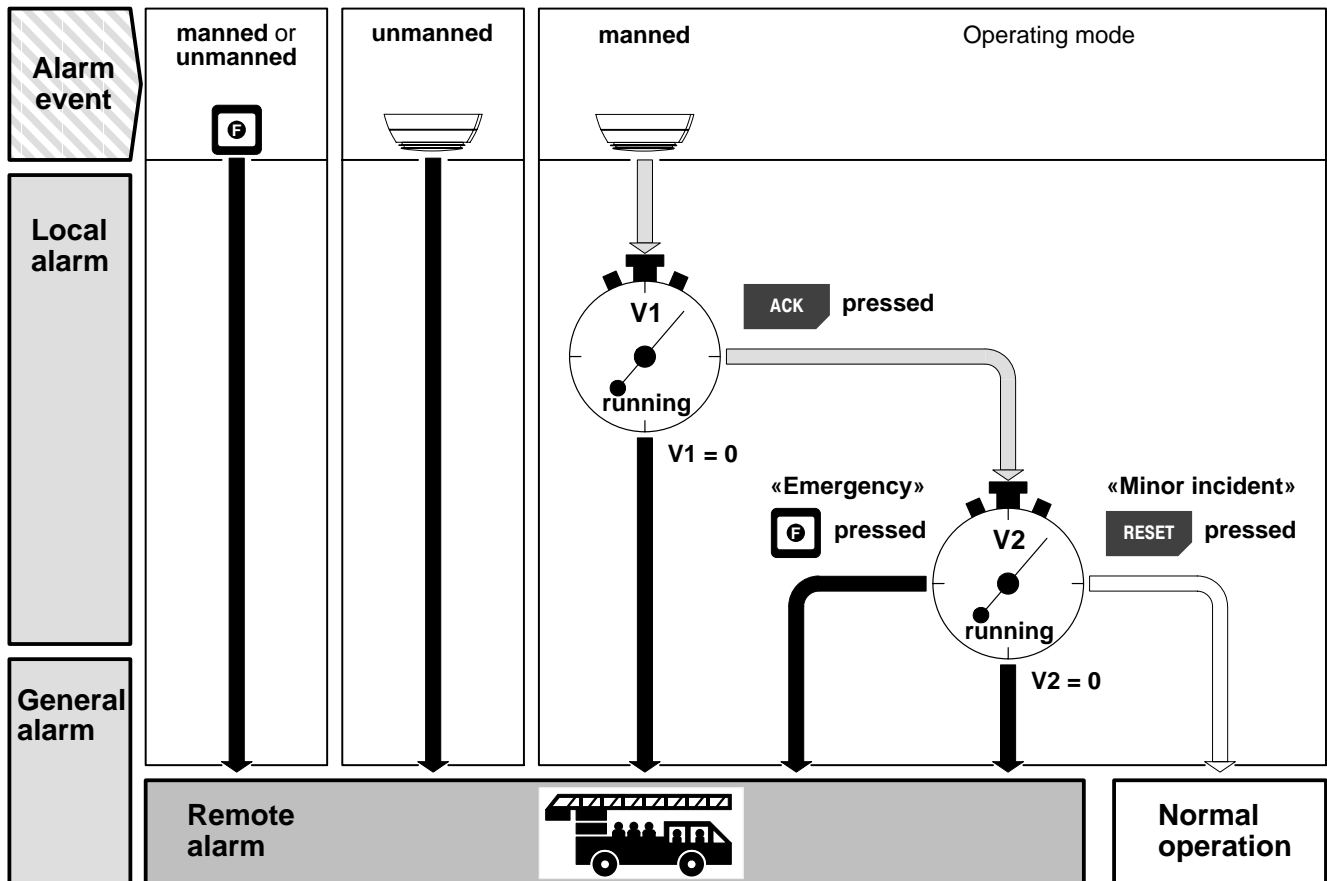 Alarm
event
manned or
unmanned
F
unmanned
manned
Operating mode
Local
alarm
V1
running
ACK pressed
V1 = 0
«Emergency»
F pressed
V2
running
«Minor incident»
RESET pressed
V2 = 0
General
alarm
Remote
alarm
Normal
operation